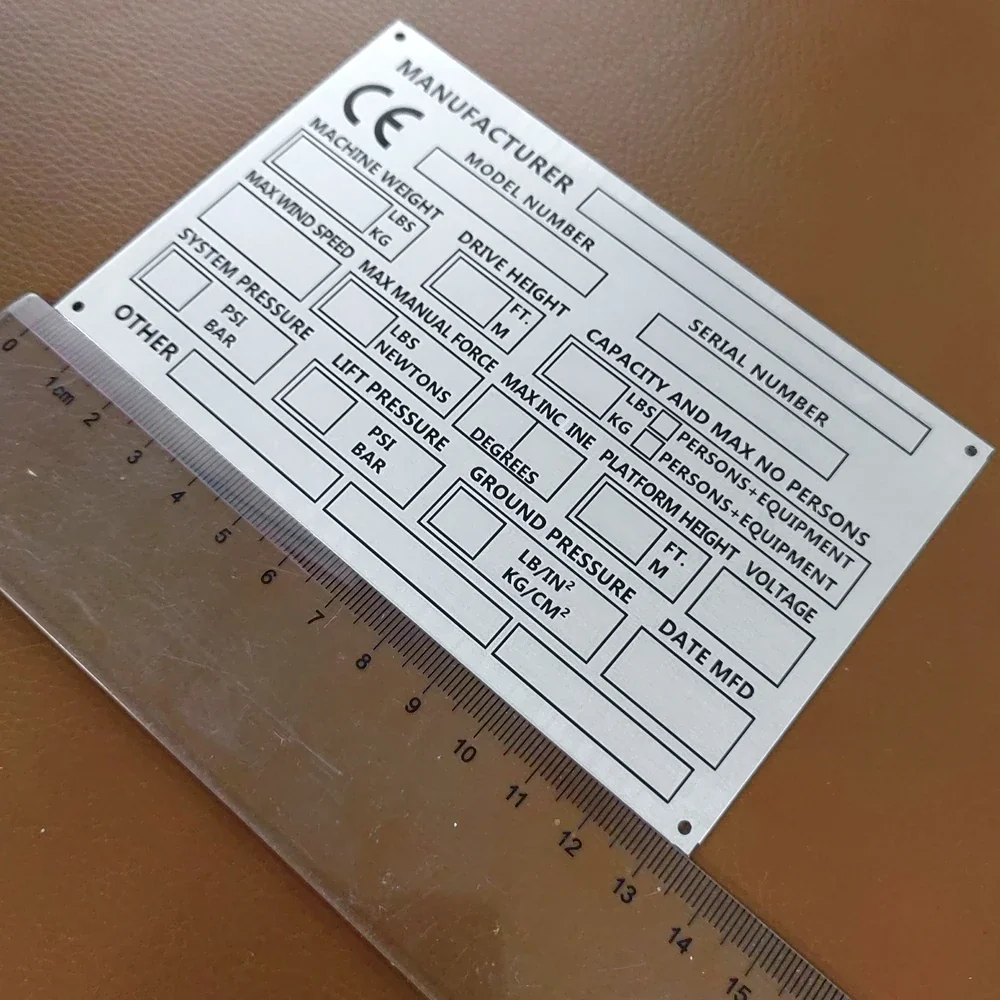 MANUFACTURER
CE
MODEL NUMBER
SERIAL NUMBER
MACHINE WEIGHT
LBS
KG
DRIVE HEIGHT
FT.
M
CAPACITY AND MAX NO PERSONS
LBS
KG
PERSONS+EQUIPMENT
PERSONS+EQUIPMENT
MAX WIND SPEED
MAX MANUAL FORCE
LBS
NEWTONS
MAX INC INE
DEGREES
PLATFORM HEIGHT
FT.
M
VOLTAGE
SYSTEM PRESSURE
PSI
BAR
LIFT PRESSURE
PSI
BAR
GROUND PRESSURE
LB/IN²
KG/CM²
DATE MFD
OTHER
0 1cm 2 3 4 5 6 7 8 9 10 11 12 13 14 15